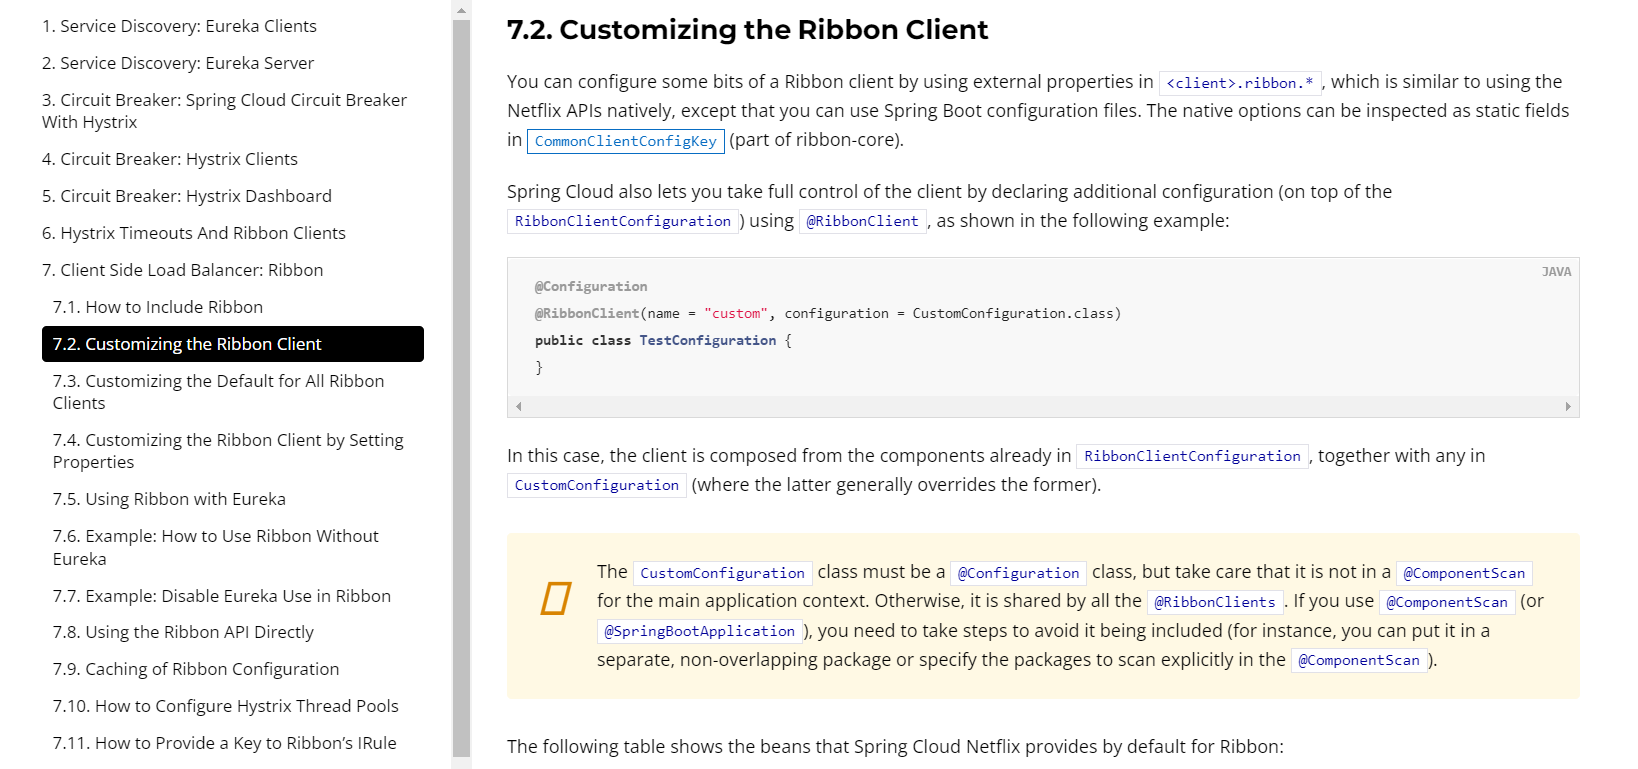 1. Service Discovery: Eureka Clients
2. Service Discovery: Eureka Server
3. Circuit Breaker: Spring Cloud Circuit Breaker
With Hystrix
4. Circuit Breaker: Hystrix Clients
5. Circuit Breaker: Hystrix Dashboard
6. Hystrix Timeouts And Ribbon Clients
7. Client Side Load Balancer: Ribbon
7.1. How to Include Ribbon
7.2. Customizing the Ribbon Client
7.3. Customizing the Default for All Ribbon
Clients
7.4. Customizing the Ribbon Client by Setting
Properties
7.5. Using Ribbon with Eureka
7.6. Example: How to Use Ribbon Without
Eureka
7.7. Example: Disable Eureka Use in Ribbon
7.8. Using the Ribbon API Directly
7.9. Caching of Ribbon Configuration
7.10. How to Configure Hystrix Thread Pools
7.11. How to Provide a Key to Ribbon’s IRule
7.2. Customizing the Ribbon Client
You can configure some bits of a Ribbon client by using external properties in <client>.ribbon.* , which is similar to using the
Netflix APIs natively, except that you can use Spring Boot configuration files. The native options can be inspected as static fields
in CommonClientConfigKey (part of ribbon-core).
Spring Cloud also lets you take full control of the client by declaring additional configuration (on top of the
RibbonClientConfiguration ) using @RibbonClient , as shown in the following example:
JAVA
@Configuration
@RibbonClient(name = "custom", configuration = CustomConfiguration.class)
public class TestConfiguration {
}
In this case, the client is composed from the components already in RibbonClientConfiguration , together with any in
CustomConfiguration (where the latter generally overrides the former).
The CustomConfiguration class must be a @Configuration class, but take care that it is not in a @ComponentScan
for the main application context. Otherwise, it is shared by all the @RibbonClients . If you use @ComponentScan (or
@SpringBootApplication ), you need to take steps to avoid it being included (for instance, you can put it in a
separate, non-overlapping package or specify the packages to scan explicitly in the @ComponentScan ).
The following table shows the beans that Spring Cloud Netflix provides by default for Ribbon: